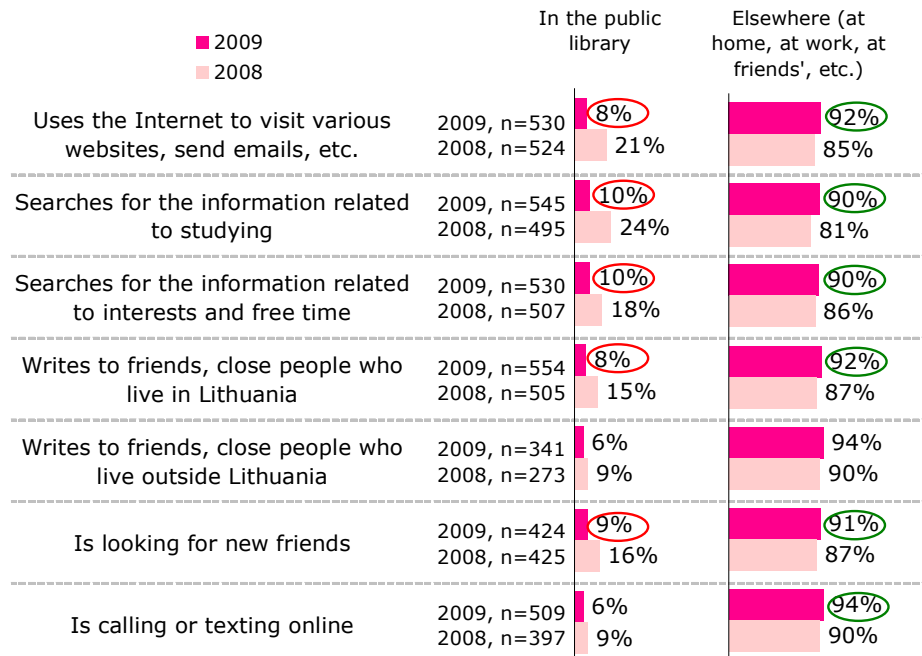 2009
2008
In the public
library
Elsewhere (at
home, at work, at
friends', etc.)
Uses the Internet to visit various
websites, send emails, etc.
2009, n=530
2008, n=524
8%
21%
92%
85%
Searches for the information related
to studying
2009, n=545
2008, n=495
10%
24%
90%
81%
Searches for the information related
to interests and free time
2009, n=530
2008, n=507
10%
18%
90%
86%
Writes to friends, close people who
live in Lithuania
2009, n=554
2008, n=505
8%
15%
92%
87%
Writes to friends, close people who
live outside Lithuania
2009, n=341
2008, n=273
6%
9%
94%
90%
Is looking for new friends
2009, n=424
2008, n=425
9%
16%
91%
87%
Is calling or texting online
2009, n=509
2008, n=397
6%
9%
94%
90%